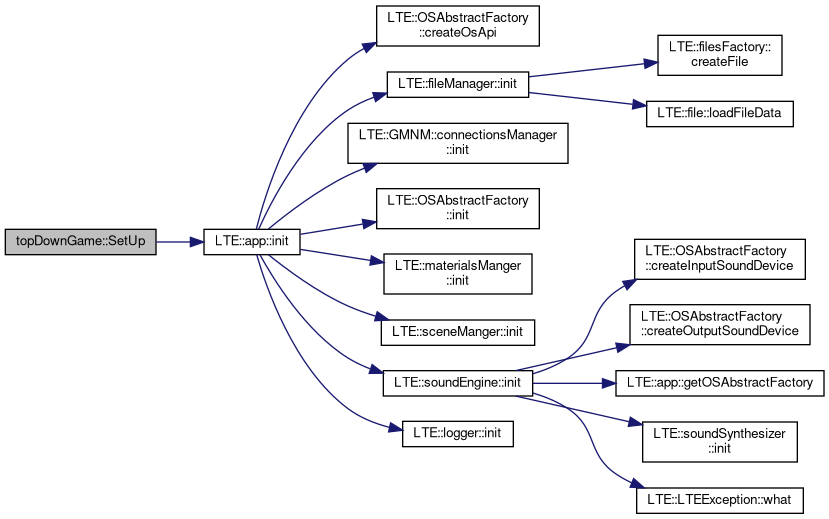 topDownGame::SetUp
LTE::app::init
LTE::OSAbstractFactory
::createOsApi
LTE::fileManager::init
LTE::filesFactory::
createFile
LTE::file::loadFileData
LTE::GMNM::connectionsManager
::init
LTE::OSAbstractFactory
::init
LTE::materialsManger
::init
LTE::sceneManger::init
LTE::soundEngine::init
LTE::OSAbstractFactory
::createInputSoundDevice
LTE::OSAbstractFactory
::createOutputSoundDevice
LTE::app::getOSAbstractFactory
LTE::soundSynthesizer
::init
LTE::LTEException::what
LTE::logger::init